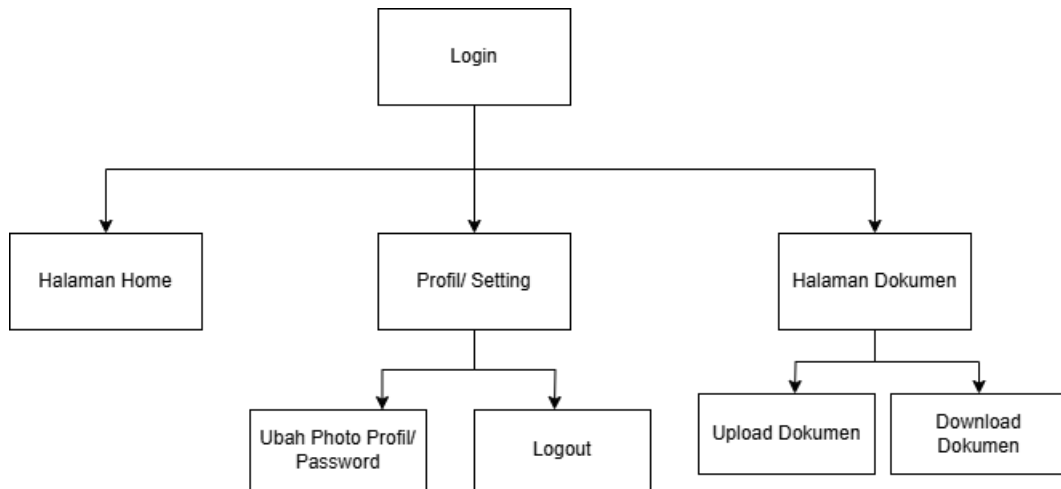 Login
Halaman Home
Profil/ Setting
Halaman Dokumen
Ubah Photo Profil/
Password
Logout
Upload Dokumen
Download
Dokumen